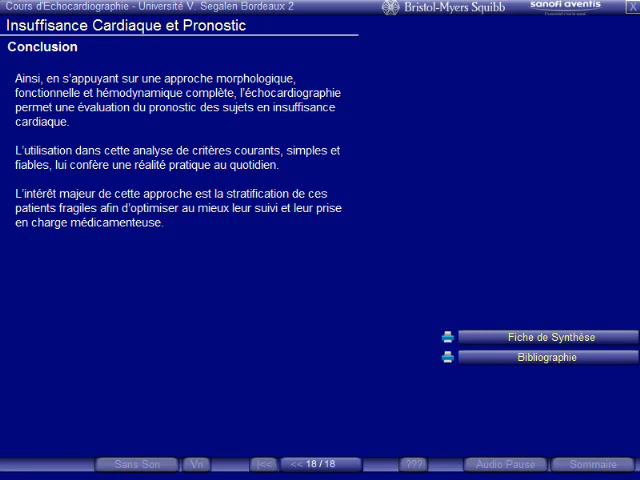 Cours d'Echocardiographie - Université V. Segalen Bordeaux 2
Bristol-Myers Squibb
sanofi aventis
X
Insuffisance Cardiaque et Pronostic
Conclusion
Ainsi, en s'appuyant sur une approche morphologique,
fonctionnelle et hémodynamique complète, l'échocardiographie
permet une évaluation du pronostic des sujets en insuffisance
cardiaque.
L'utilisation dans cette analyse de critères courants, simples et
fiables, lui confère une réalité pratique au quotidien.
L'intérêt majeur de cette approche est la stratification de ces
patients fragiles afin d'optimiser au mieux leur suivi et leur prise
en charge médicamenteuse.
Fiche de Synthèse
Bibliographie
Sans Son
Vri
|<<
<< 18 / 18
???
Audio Pause
Sommaire